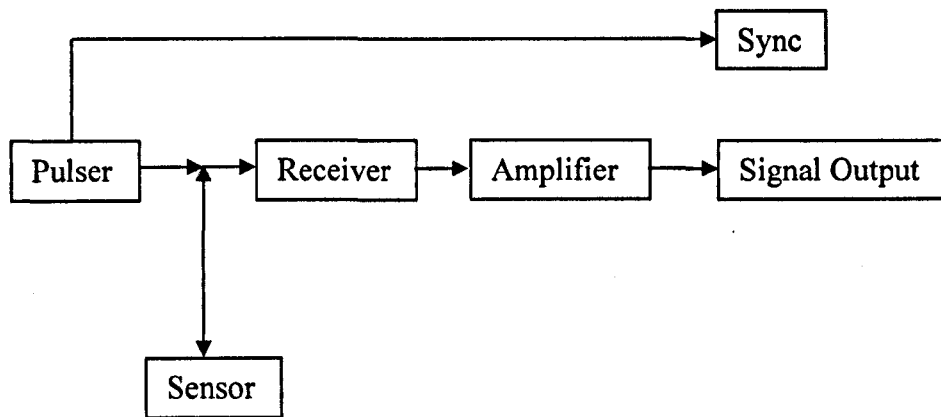 Sync
Pulser
Receiver
Amplifier
Signal Output
Sensor